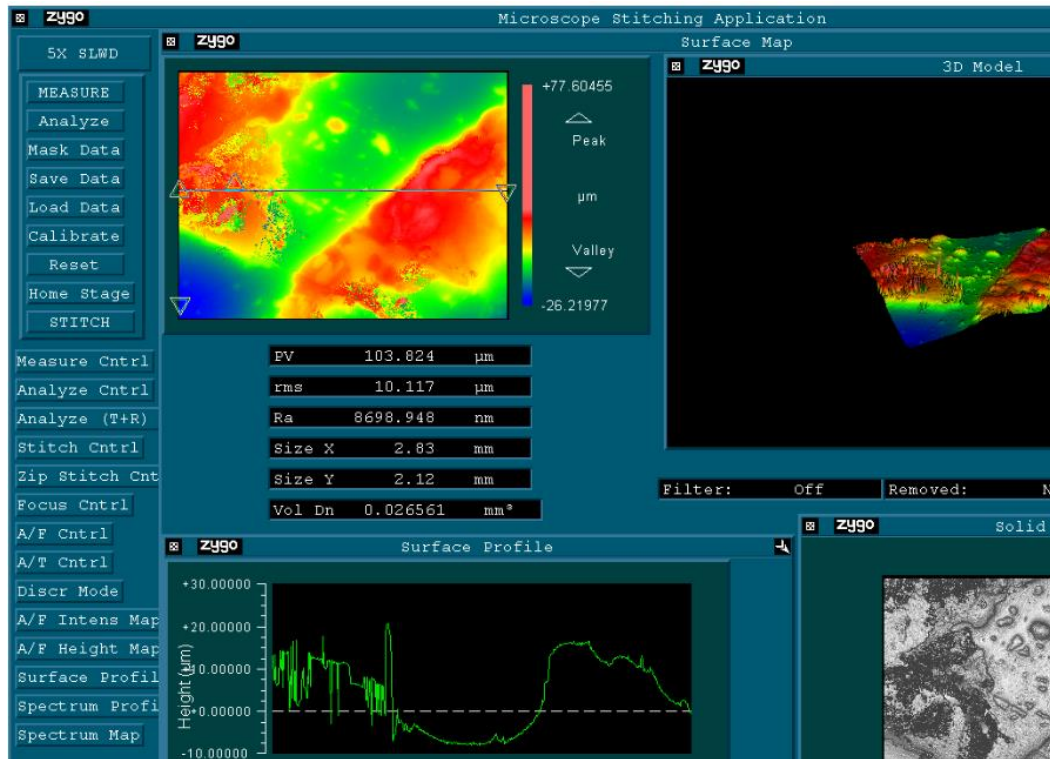 zygo Microscope Stitching Application
5X SLWD
MEASURE
Analyze
Mask Data
Save Data
Load Data
Calibrate
Reset
Home Stage
STITCH
Measure Cntrl
Analyze Cntrl
Analyze (T+R)
Stitch Cntrl
Zip Stitch Cnt
Focus Cntrl
A/F Cntrl
A/T Cntrl
Discr Mode
A/F Intens Map
A/F Height Map
Surface Profil
Spectrum Profi
Spectrum Map
zygo Surface Map
+77.60455
Peak
µm
Valley
-26.21977
PV 103.824 µm
rms 10.117 µm
Ra 8698.948 nm
Size X 2.83 mm
Size Y 2.12 mm
Vol Dn 0.026561 mm³
zygo 3D Model
Filter: Off
Removed: N
zygo Surface Profile
+30.00000
+20.00000
+10.00000
+0.00000
-10.00000
Height (µm)
zygo Solid